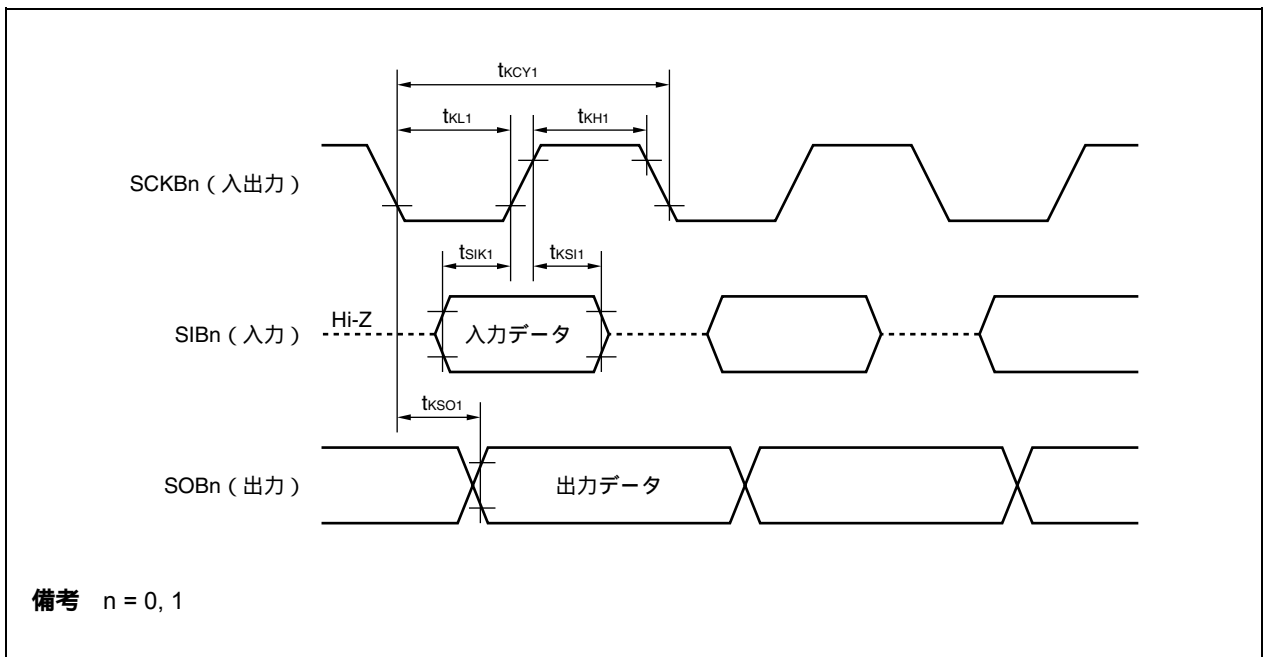 tKCY1
tKL1 tKH1
SCKBn（入出力）
tSIK1 tKSI1
SIBn（入力） Hi-Z 入力データ
tKSO1
SOBn（出力） 出力データ
備考 n = 0, 1